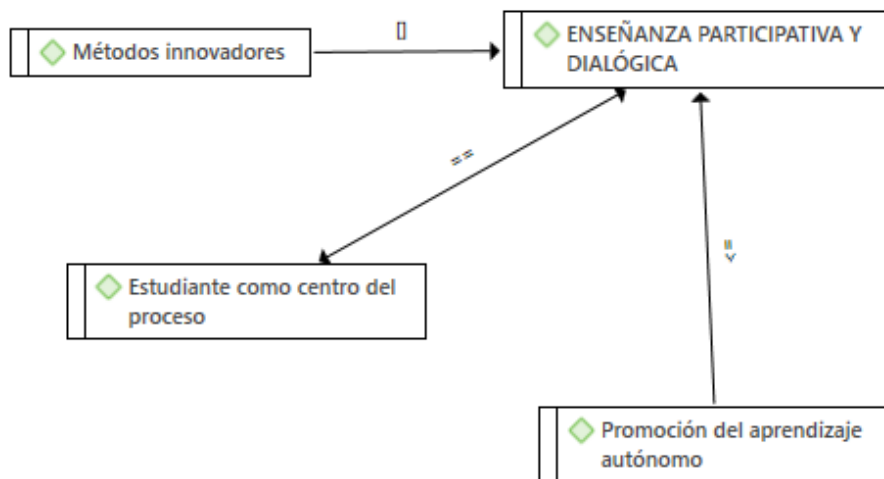 Métodos innovadores
[]
ENSEÑANZA PARTICIPATIVA Y
DIALÓGICA
==
Estudiante como centro del
proceso
=>
Promoción del aprendizaje
autónomo